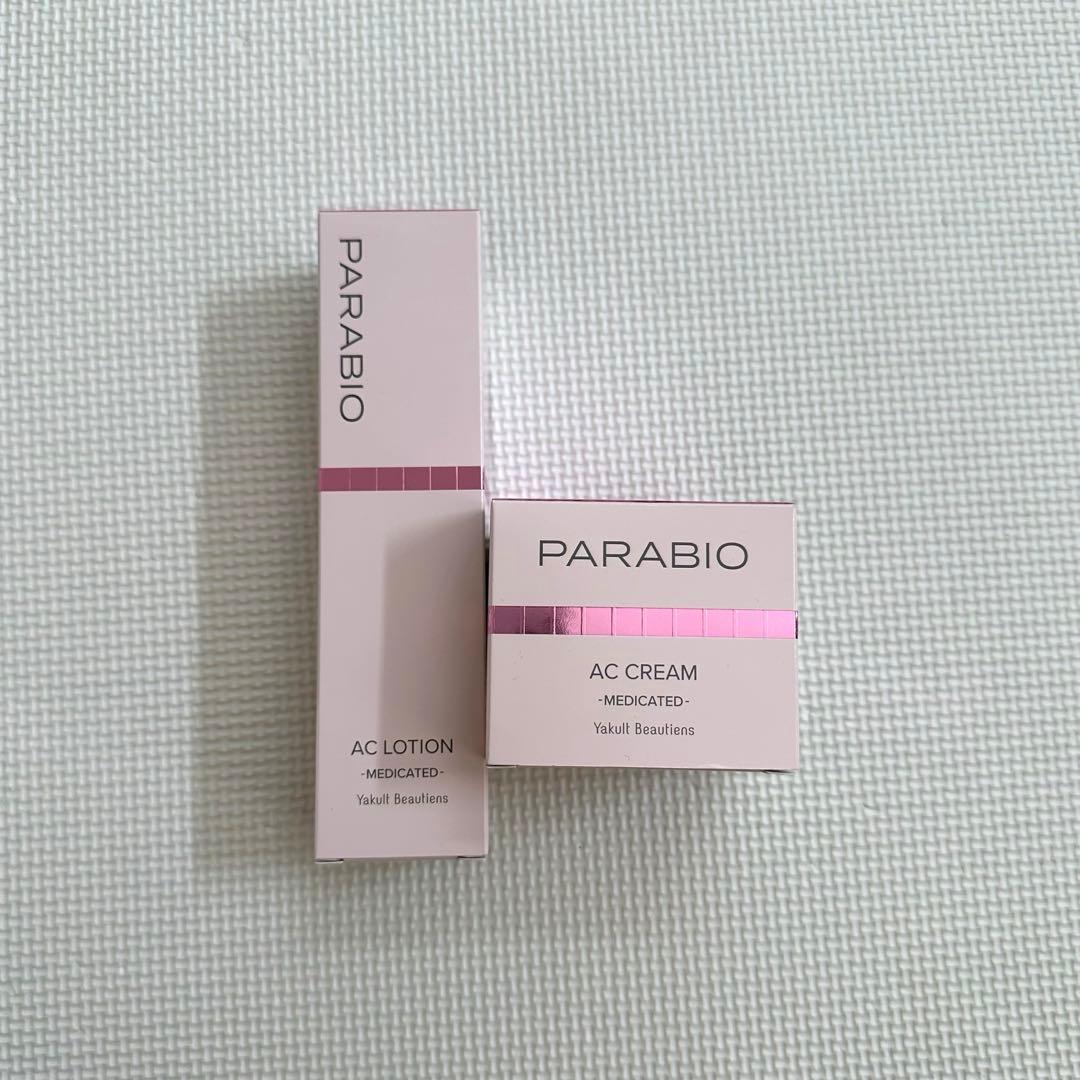 PARABIO
AC LOTION
-MEDICATED-
Yakult Beautiens
PARABIO
AC CREAM
-MEDICATED-
Yakult Beautiens